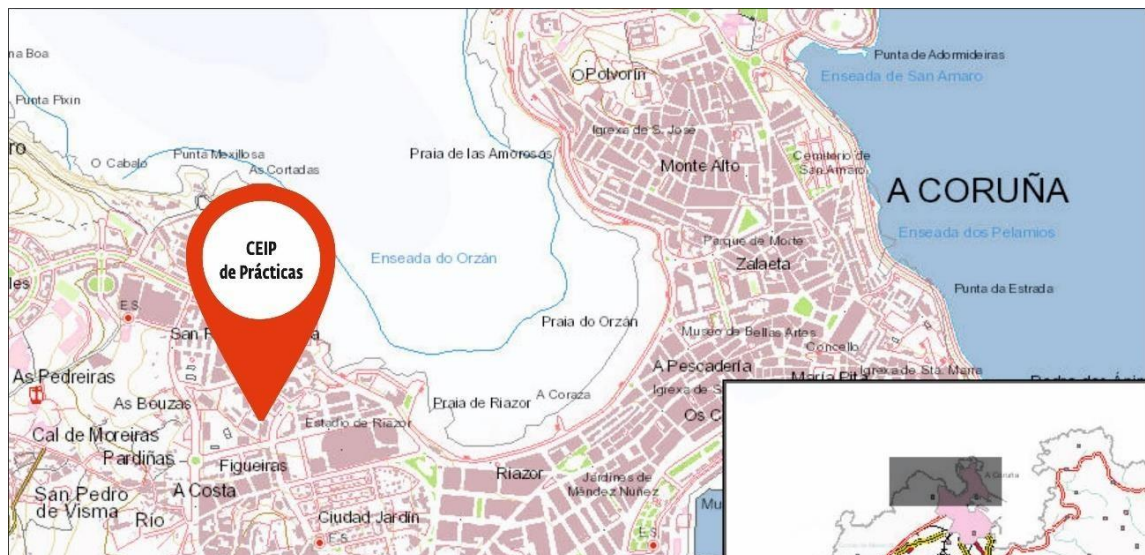 Punta Pixin
O Cabalo
Punta Mexillosa
As Cortadas
CEIP
de Prácticas
E.S.
As Pedreiras
As Bouzas
Cal de Moreiras
Pardiñas
Figueiras
San Pedro
de Visma
A Costa
Río
Ciudad Jardín
E.S.
Estadio de Riazor
Enseada do Orzán
Praia de las Amorosas
Praia do Orzán
Praia de Riazor
A Coraza
Riazor
Polvorín
Igrexa de S. José
Monte Alto
Cemiterio de
San Amaro
Punta de Adormideiras
Enseada de San Amaro
A CORUÑA
Enseada dos Pelamios
Parque de Morte
Zalaeta
Punta da Estrada
Museo de Bellas Artes
Concello
A Pescadería
María Pita
Igrexa de Sta. Marra
Jardines de
Méndez Nuñez
E.S.
A Coruña